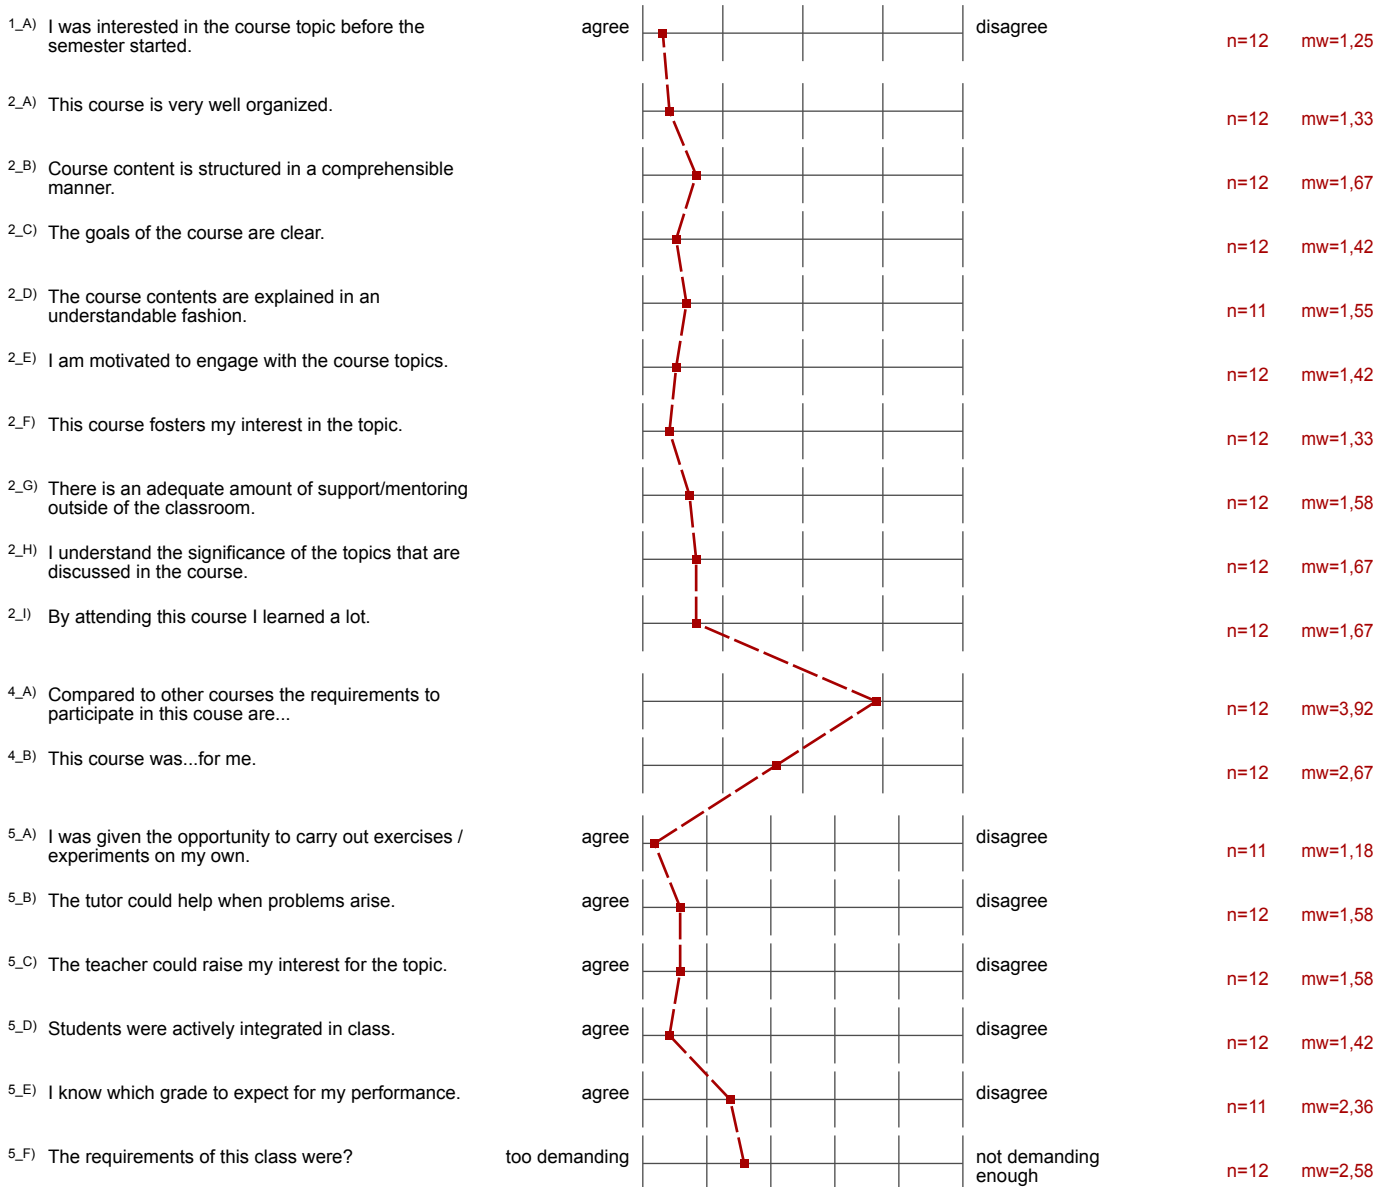 1_A) I was interested in the course topic before the
semester started.
agree
disagree
n=12 mw=1,25
2_A) This course is very well organized.
n=12 mw=1,33
2_B) Course content is structured in a comprehensible
manner.
n=12 mw=1,67
2_C) The goals of the course are clear.
n=12 mw=1,42
2_D) The course contents are explained in an
understandable fashion.
n=11 mw=1,55
2_E) I am motivated to engage with the course topics.
n=12 mw=1,42
2_F) This course fosters my interest in the topic.
n=12 mw=1,33
2_G) There is an adequate amount of support/mentoring
outside of the classroom.
n=12 mw=1,58
2_H) I understand the significance of the topics that are
discussed in the course.
n=12 mw=1,67
2_I) By attending this course I learned a lot.
n=12 mw=1,67
4_A) Compared to other courses the requirements to
participate in this couse are...
n=12 mw=3,92
4_B) This course was...for me.
n=12 mw=2,67
5_A) I was given the opportunity to carry out exercises /
experiments on my own.
agree
disagree
n=11 mw=1,18
5_B) The tutor could help when problems arise.
agree
disagree
n=12 mw=1,58
5_C) The teacher could raise my interest for the topic.
agree
disagree
n=12 mw=1,58
5_D) Students were actively integrated in class.
agree
disagree
n=12 mw=1,42
5_E) I know which grade to expect for my performance.
agree
disagree
n=11 mw=2,36
5_F) The requirements of this class were?
too demanding
not demanding
enough
n=12 mw=2,58